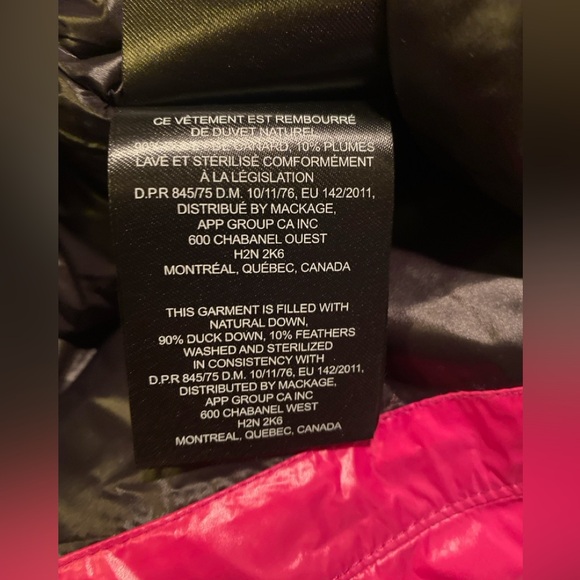 CE VÊTEMENT EST REMBOURRÉ
DE DUVET NATUREL
90% DE CANARD, 10% PLUMES
LAVÉ ET STÉRILISÉ CONFORMÉMENT
À LA LÉGISLATION
D.P.R 845/75 D.M. 10/11/76, EU 142/2011,
DISTRIBUÉ BY MACKAGE,
APP GROUP CA INC
600 CHABANEL OUEST
H2N 2K6
MONTRÉAL, QUÉBEC, CANADA
THIS GARMENT IS FILLED WITH
NATURAL DOWN,
90% DUCK DOWN, 10% FEATHERS
WASHED AND STERILIZED
IN CONSISTENCY WITH
D.P.R 845/75 D.M. 10/11/76, EU 142/2011,
DISTRIBUTED BY MACKAGE,
APP GROUP CA INC
600 CHABANEL WEST
H2N 2K6
MONTREAL, QUEBEC, CANADA